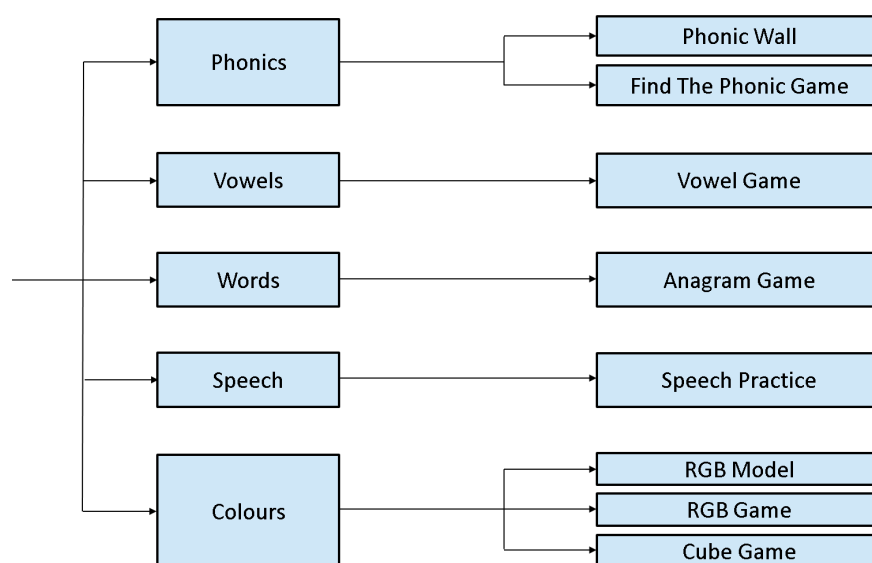 Phonics
Phonic Wall
Find The Phonic Game
Vowels
Vowel Game
Words
Anagram Game
Speech
Speech Practice
Colours
RGB Model
RGB Game
Cube Game